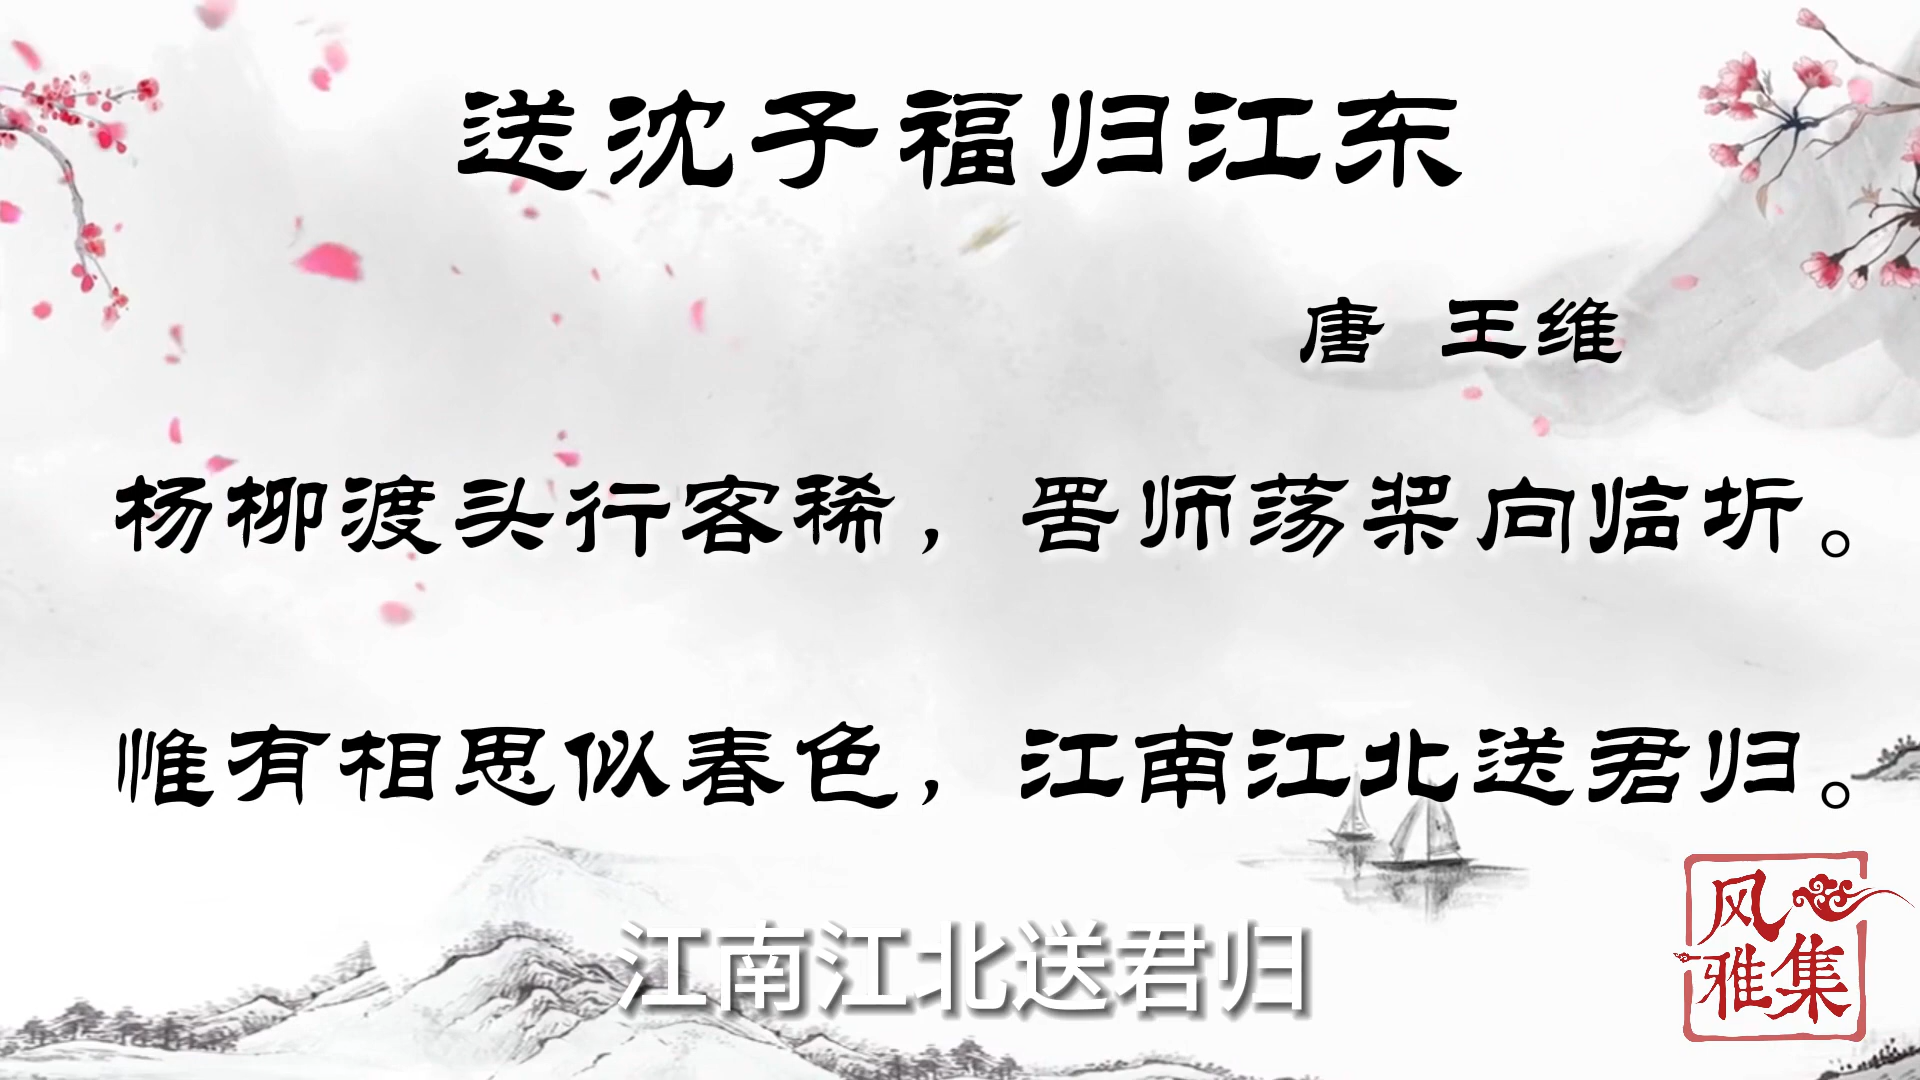 送沈子福归江东
唐 王维
杨柳渡头行客稀，罟师荡桨向临圻。
惟有相思似春色，江南江北送君归。
江南江北送君归
风雅集